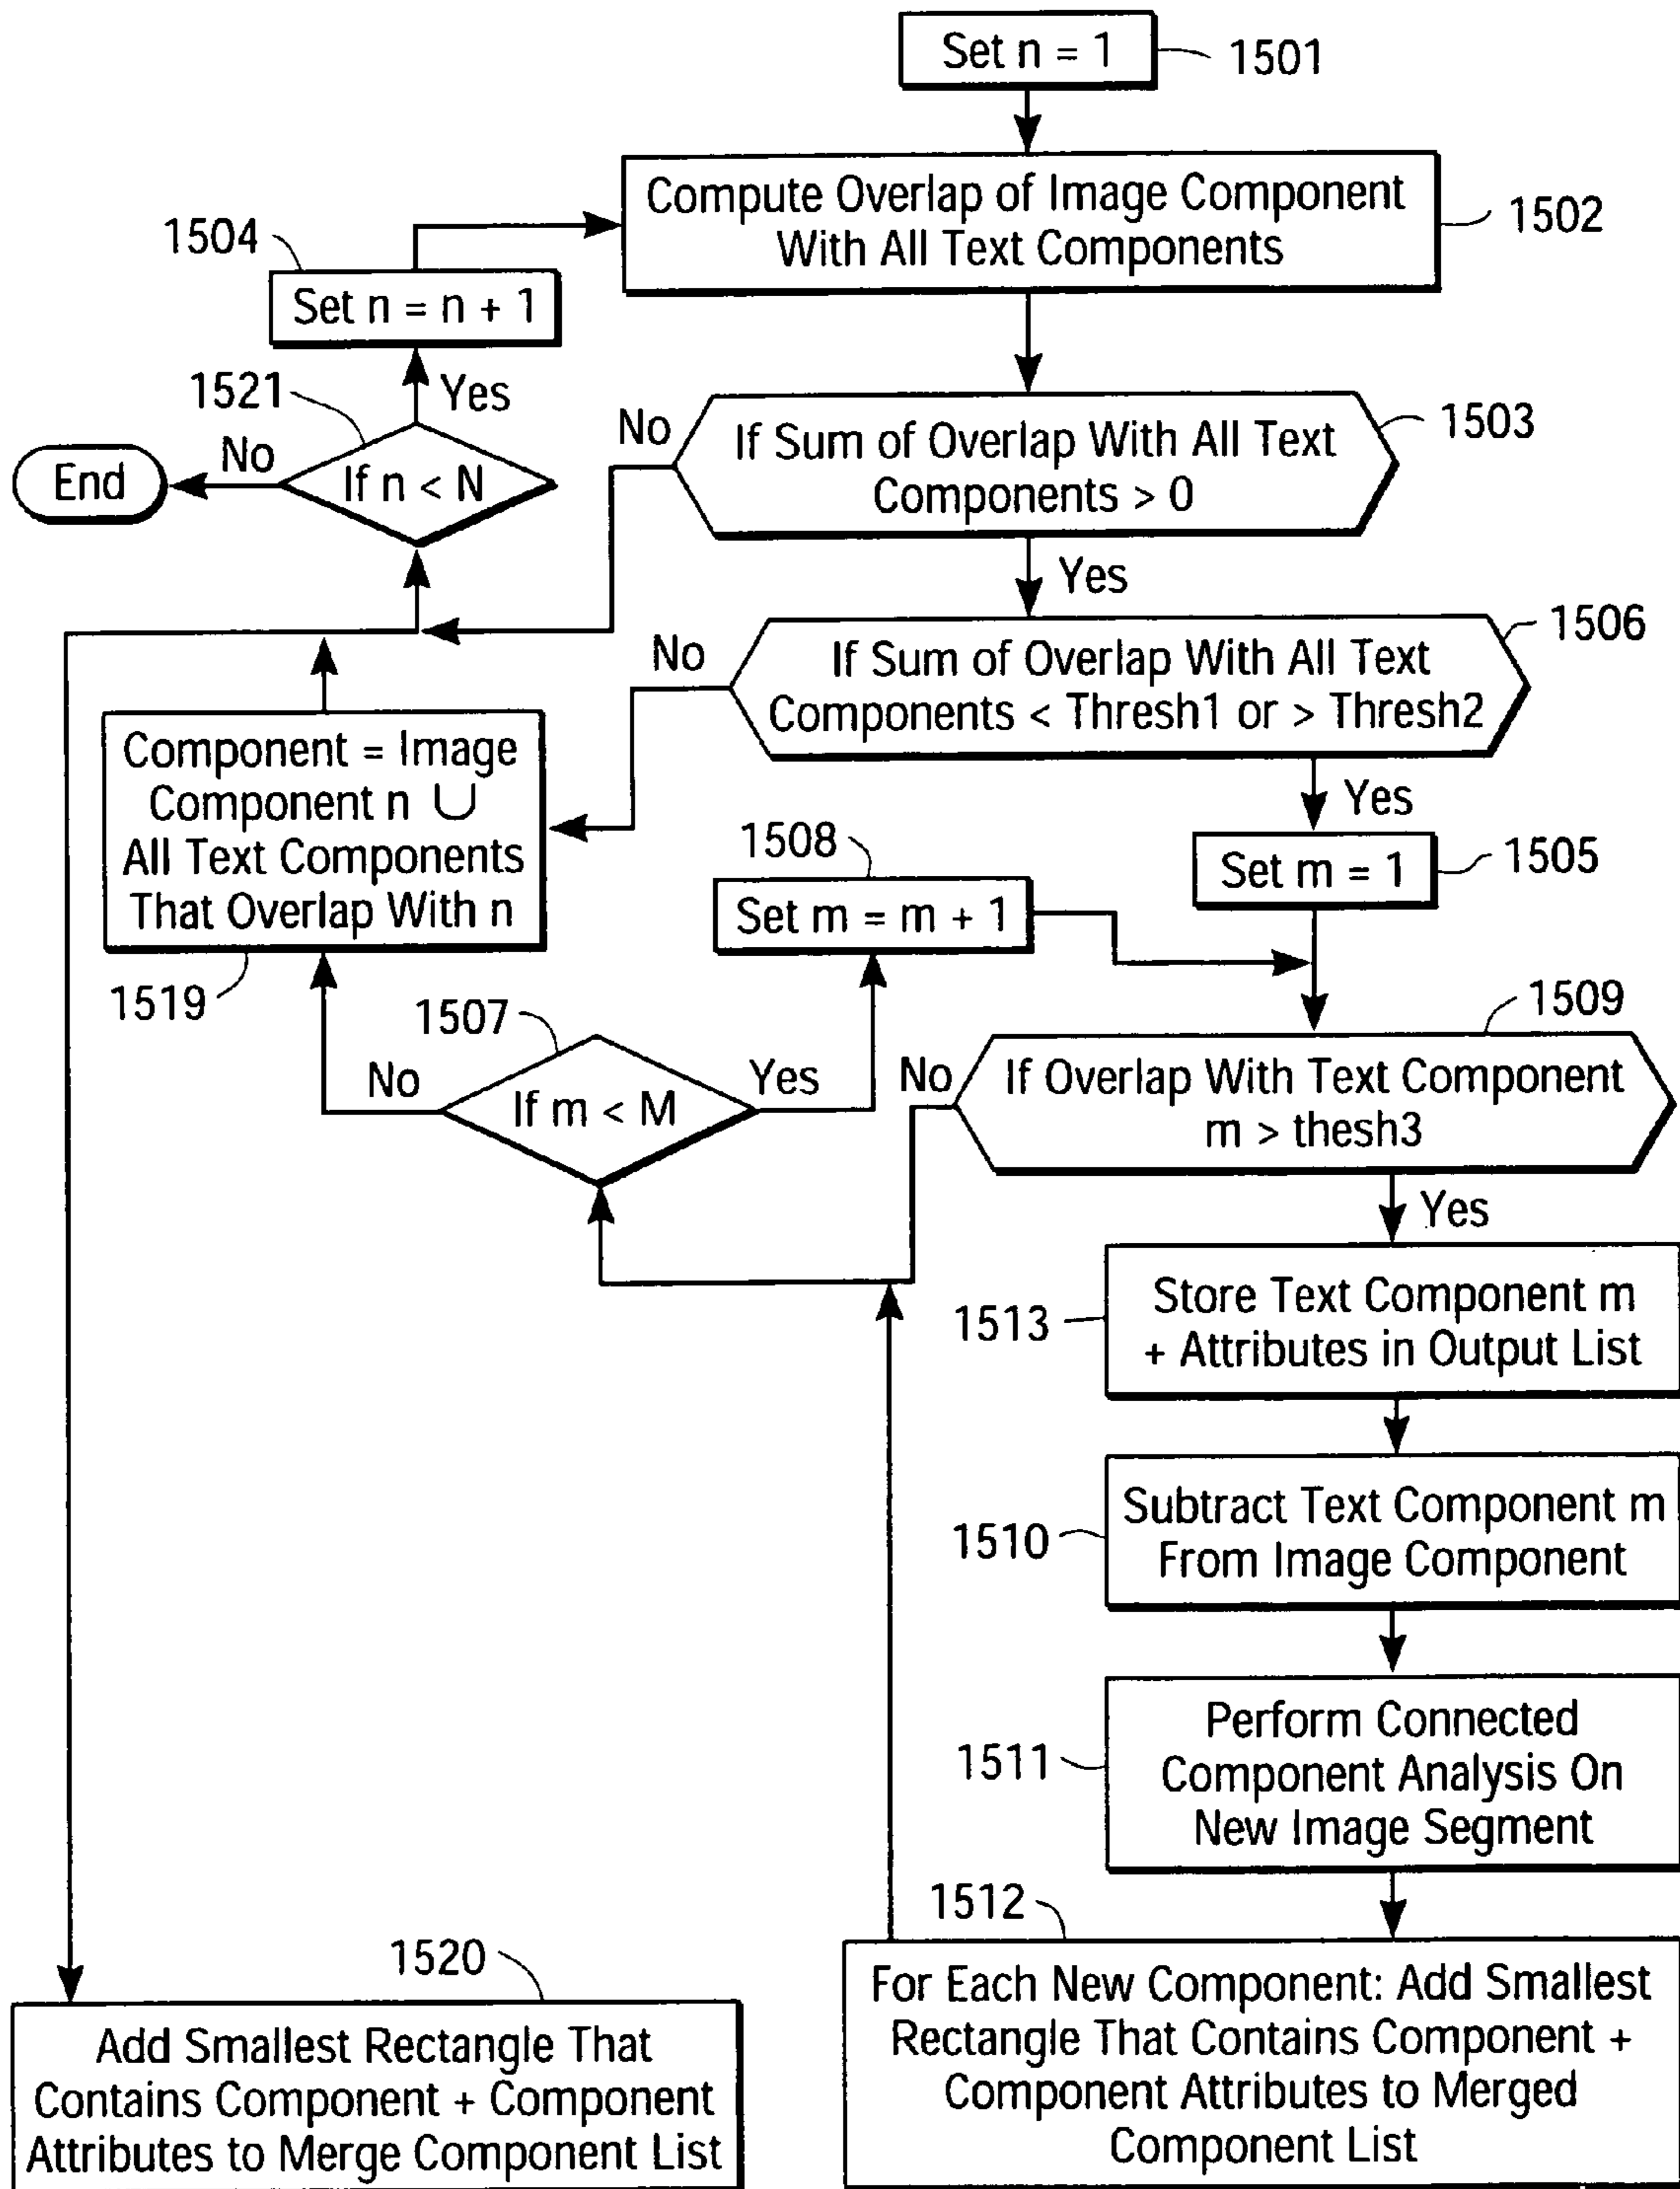 Set n = 1
1501
Compute Overlap of Image Component
With All Text Components
1502
1504
Set n = n + 1
1521
Yes
No
End
If n < N
No
If Sum of Overlap With All Text
Components > 0
1503
Yes
No
If Sum of Overlap With All Text
Components < Thresh1 or > Thresh2
1506
Component = Image
Component n ∪
All Text Components
That Overlap With n
1519
Yes
1508
Set m = m + 1
Set m = 1
1505
1507
No
If m < M
Yes
No
If Overlap With Text Component
m > thesh3
1509
Yes
1513
Store Text Component m
+ Attributes in Output List
1510
Subtract Text Component m
From Image Component
1511
Perform Connected
Component Analysis On
New Image Segment
1512
For Each New Component: Add Smallest
Rectangle That Contains Component +
Component Attributes to Merged
Component List
1520
Add Smallest Rectangle That
Contains Component + Component
Attributes to Merge Component List